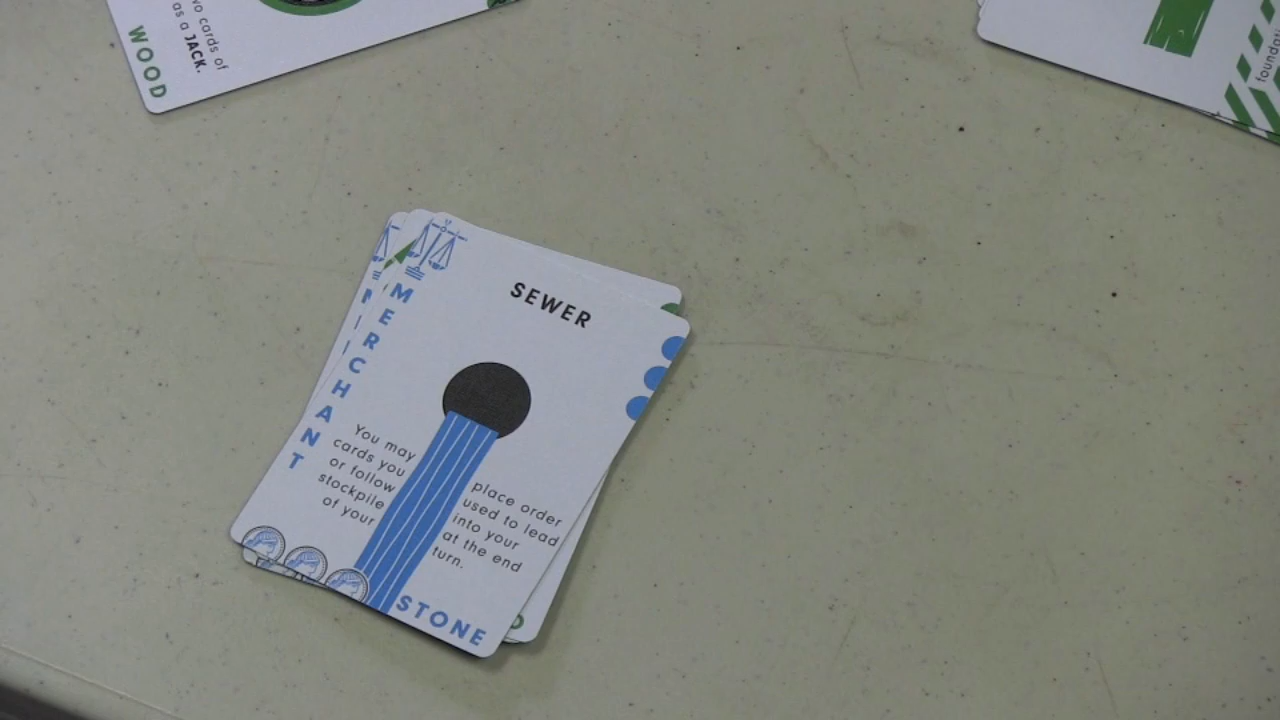 vo cards of
as a JACK.
WOOD
foundati
SEWER
MERCHANT
You may place order
cards you used to lead
or follow into your
stockpile at the end
of your turn.
STONE